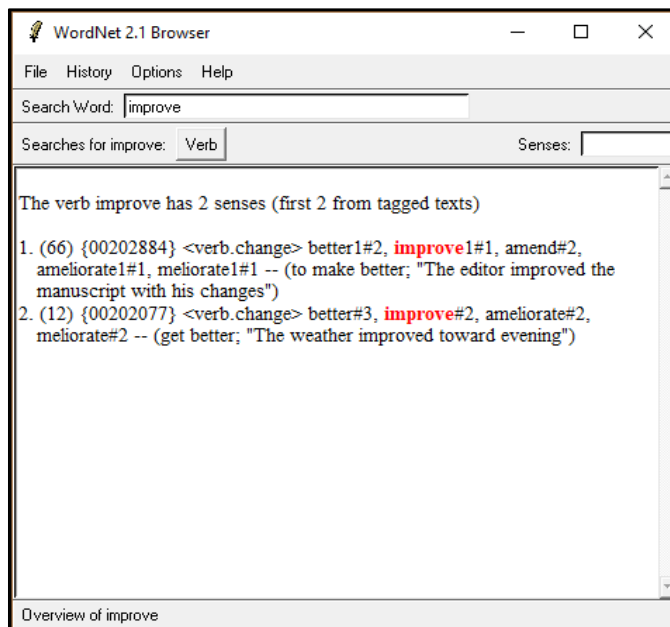 WordNet 2.1 Browser
File History Options Help
Search Word: improve
Searches for improve: Verb Senses:
The verb improve has 2 senses (first 2 from tagged texts)
1. (66) {00202884} <verb.change> better1#2, improve1#1, amend#2,
ameliorate1#1, meliorate1#1 -- (to make better; "The editor improved the
manuscript with his changes")
2. (12) {00202077} <verb.change> better#3, improve#2, ameliorate#2,
meliorate#2 -- (get better; "The weather improved toward evening")
Overview of improve